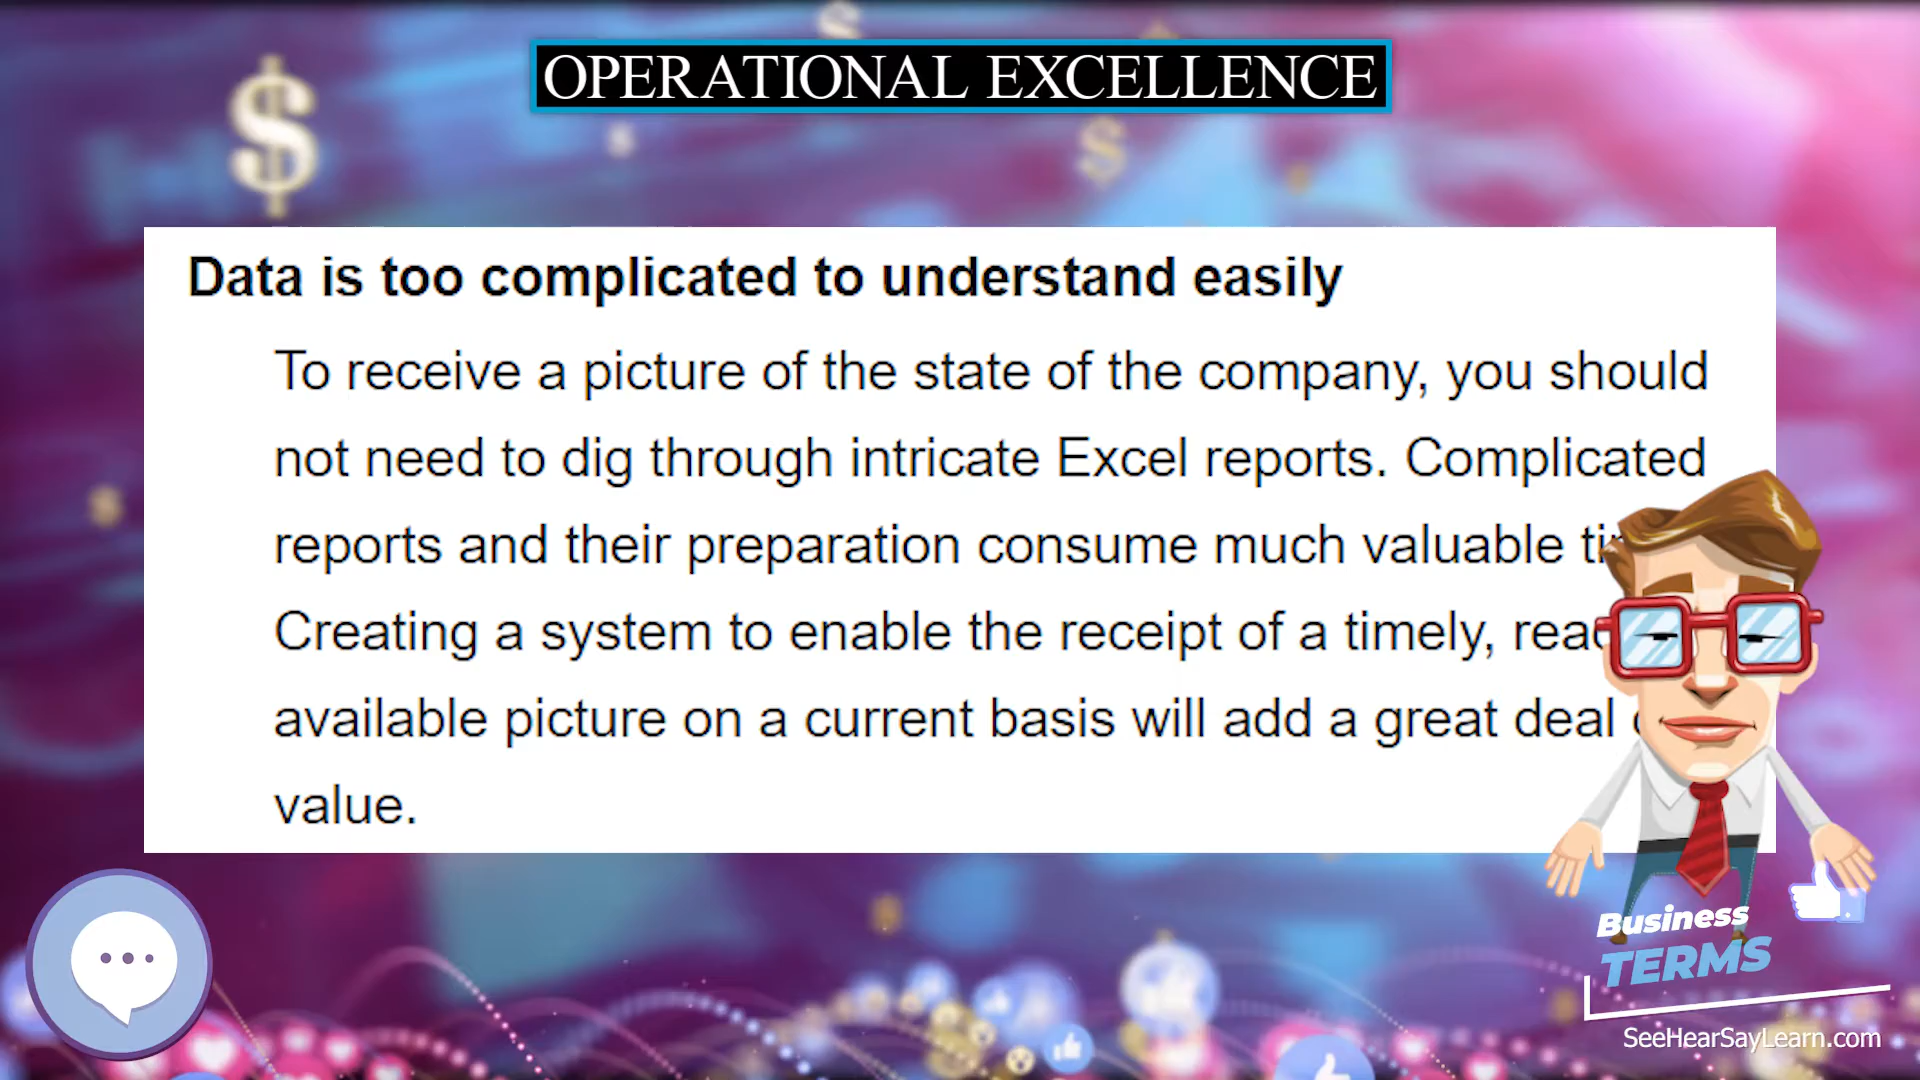 OPERATIONAL EXCELLENCE
Data is too complicated to understand easily
To receive a picture of the state of the company, you should
not need to dig through intricate Excel reports. Complicated
reports and their preparation consume much valuable
Creating a system to enable the receipt of a timely,
available picture on a current basis will add a great deal
value.
Business
TERMS
SeeHearSayLearn.com